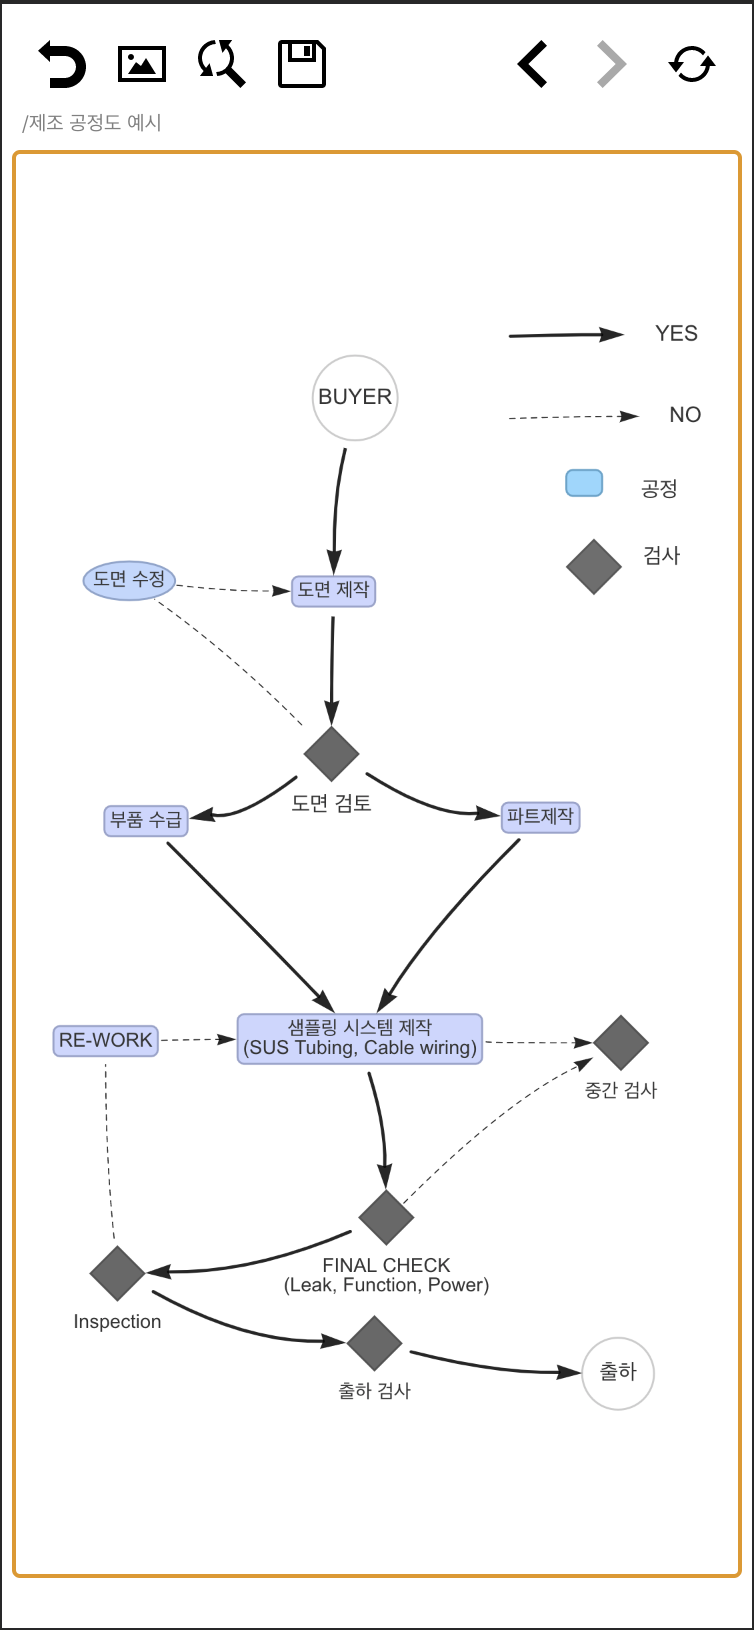 /제조 공정도 예시
YES
BUYER
NO
공정
검사
도면 수정
도면 제작
도면 검토
부품 수급
파트제작
샘플링 시스템 제작
(SUS Tubing, Cable wiring)
RE-WORK
중간 검사
FINAL CHECK
(Leak, Function, Power)
Inspection
출하 검사
출하